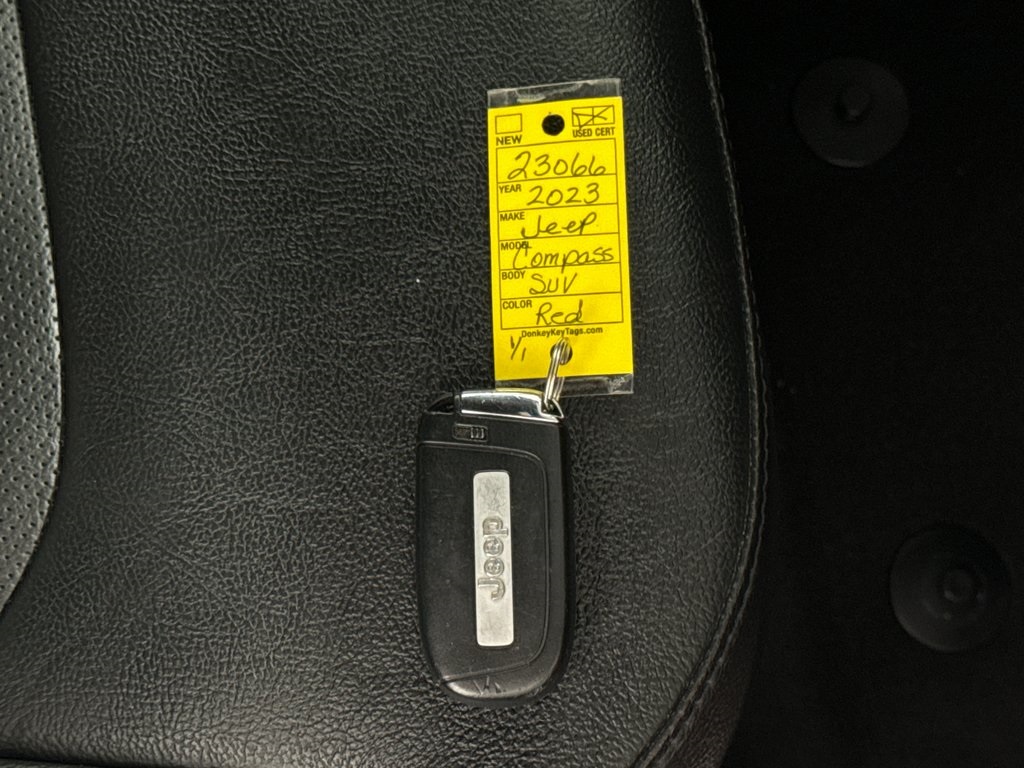 NEW
USED CERT
23066
YEAR 2023
MAKE Jeep
MODEL Compass
BODY SUV
COLOR Red
DonkeyKeyTags.com
1/1
Jeep